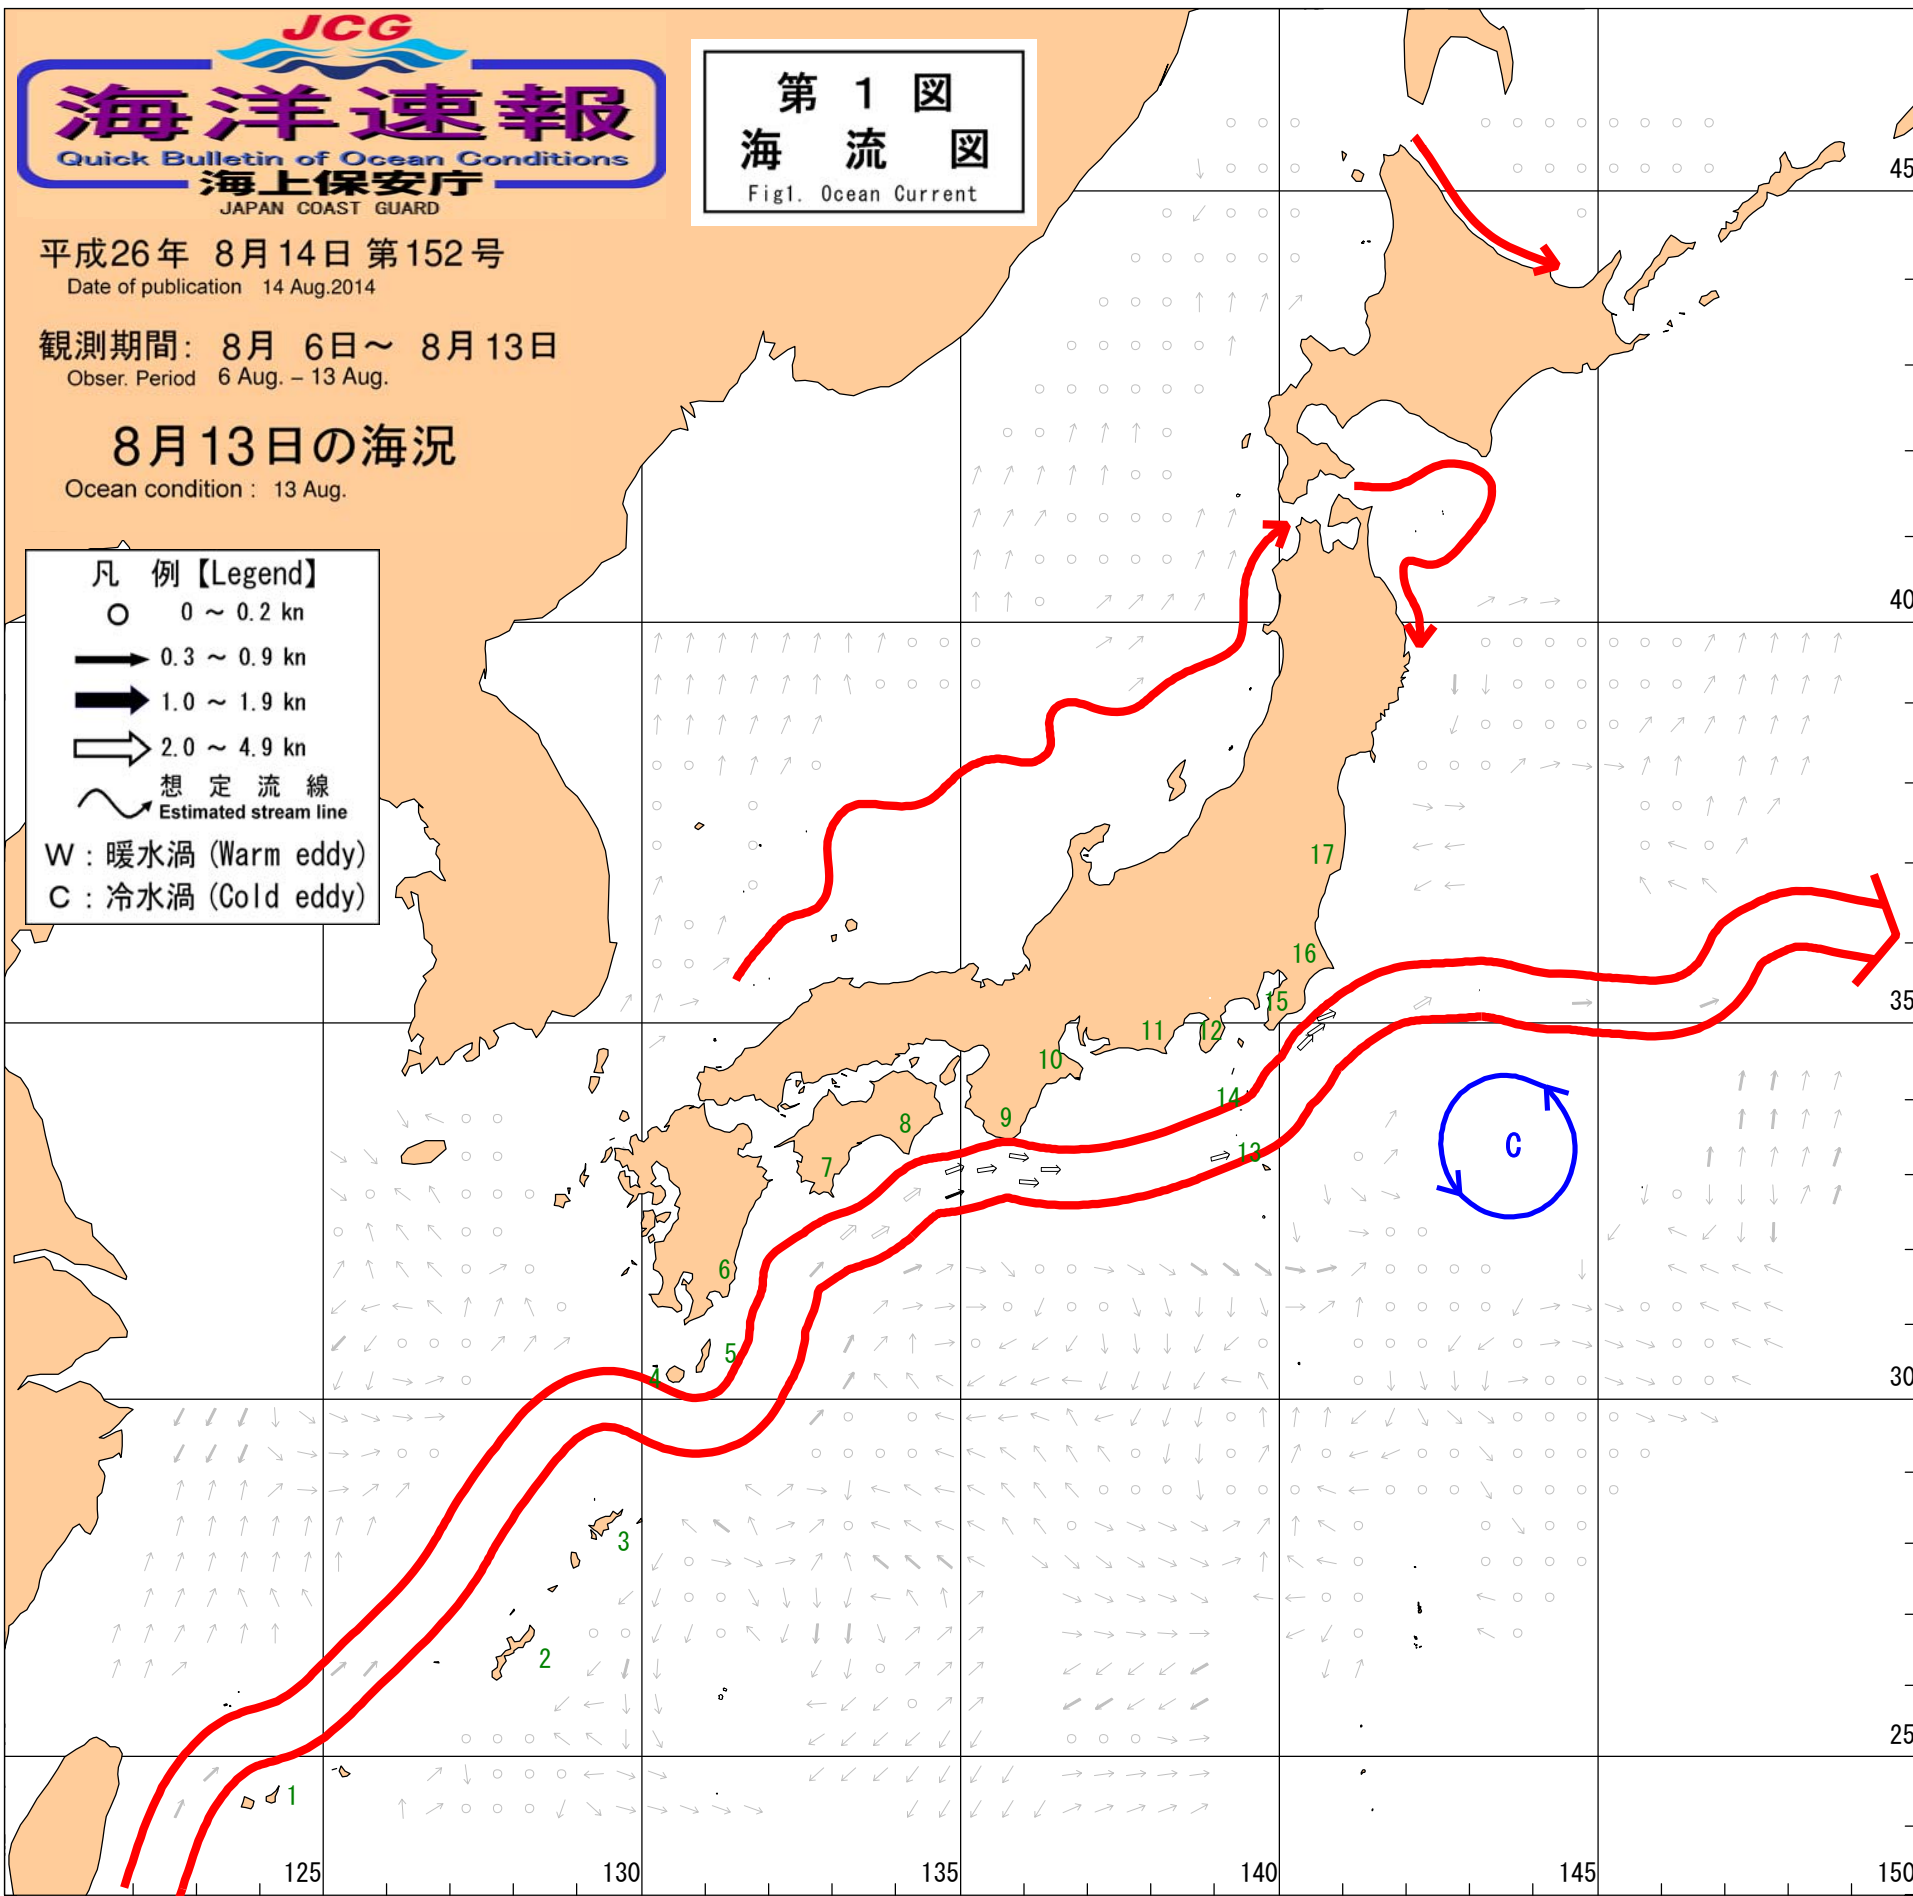 JCG
海洋速報
Quick Bulletin of Ocean Conditions
海上保安庁
JAPAN COAST GUARD
第 1 図
海 流 図
Fig1. Ocean Current
平成26年 8月14日 第152号
Date of publication 14 Aug.2014
観測期間: 8月 6日～ 8月13日
Obser. Period 6 Aug. – 13 Aug.
8月13日の海況
Ocean condition : 13 Aug.
凡 例【Legend】
0 ～ 0.2 kn
0.3 ～ 0.9 kn
1.0 ～ 1.9 kn
2.0 ～ 4.9 kn
想 定 流 線
Estimated stream line
W : 暖水渦 (Warm eddy)
C : 冷水渦 (Cold eddy)
45
40
17
16
35
15
12
11
10
14
9
8
C
13
7
6
5
4
30
3
2
25
1
125
130
135
140
145
150